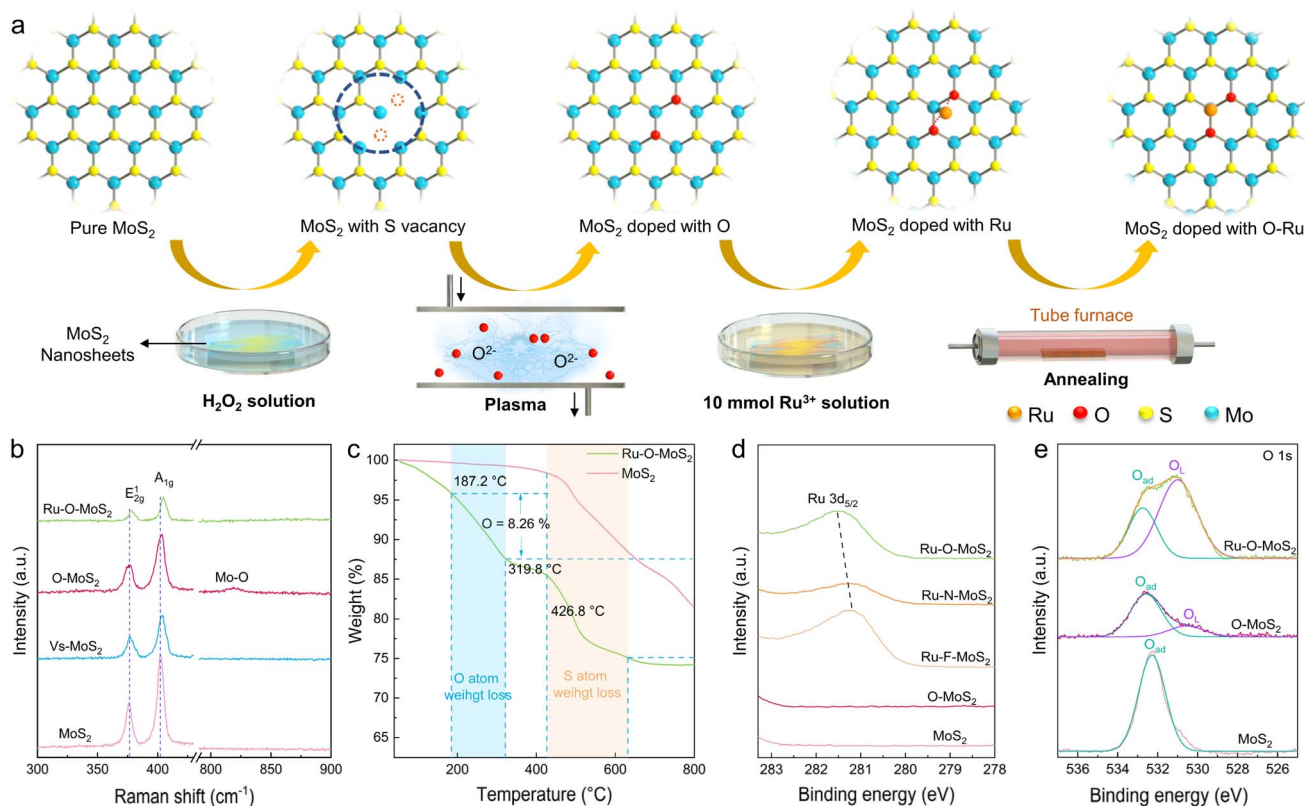 a
Pure MoS₂
MoS₂ with S vacancy
MoS₂ doped with O
MoS₂ doped with Ru
MoS₂ doped with O-Ru
MoS₂
Nanosheets
H₂O₂ solution
O²⁻
O²⁻
Plasma
10 mmol Ru³⁺ solution
Tube furnace
Annealing
Ru O S Mo
b
Intensity (a.u.)
E¹₂g
A₁g
Ru-O-MoS₂
O-MoS₂
Mo-O
Vs-MoS₂
MoS₂
300 350 400 800 900
Raman shift (cm⁻¹)
c
Weight (%)
100
95
90
85
80
75
70
65
Ru-O-MoS₂
MoS₂
187.2 °C
O = 8.26 %
319.8 °C
426.8 °C
O atom
weihgt loss
S atom
weihgt loss
200 400 600 800
Temperature (°C)
d
Intensity (a.u.)
Ru 3d₅/₂
Ru-O-MoS₂
Ru-N-MoS₂
Ru-F-MoS₂
O-MoS₂
MoS₂
283 282 281 280 279 278
Binding energy (eV)
e
Intensity (a.u.)
O 1s
O_ad
O_L
Ru-O-MoS₂
O_ad
O_L
O-MoS₂
O_ad
MoS₂
536 534 532 530 528 526
Binding energy (eV)